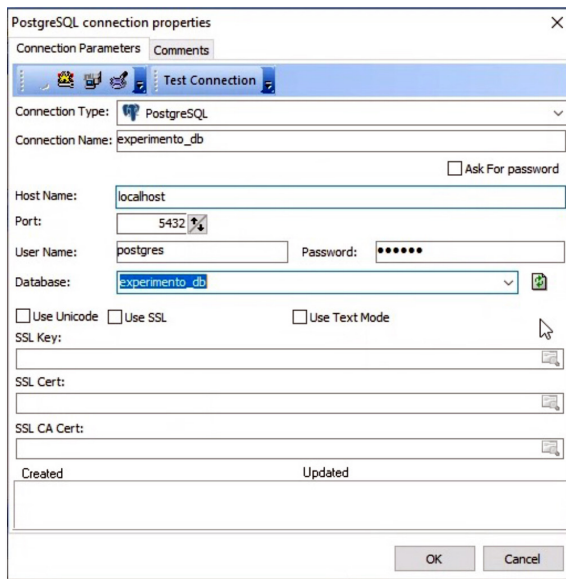 PostgreSQL connection properties
Connection Parameters Comments
Test Connection
Connection Type: PostgreSQL
Connection Name: experimento_db
Ask For password
Host Name: localhost
Port: 5432
User Name: postgres Password: ••••••
Database: experimento_db
Use Unicode Use SSL Use Text Mode
SSL Key:
SSL Cert:
SSL CA Cert:
Created Updated
OK Cancel